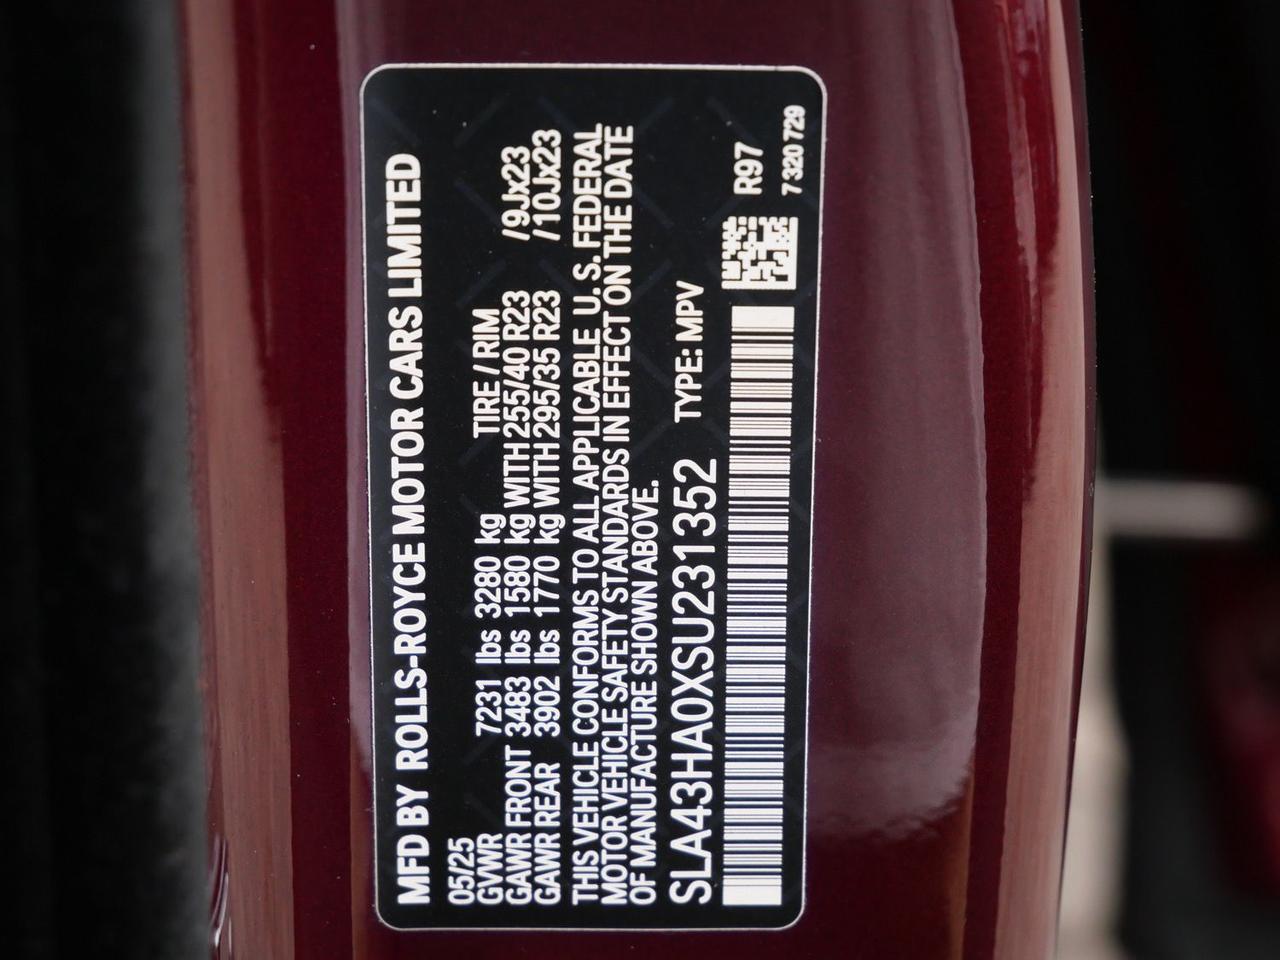 MFD BY ROLLS-ROYCE MOTOR CARS LIMITED
05/25
GVWR 7231 lbs 3280 kg TIRE / RIM
GAWR FRONT 3483 lbs 1580 kg WITH 255/40 R23 /9Jx23
GAWR REAR 3902 lbs 1770 kg WITH 295/35 R23 /10Jx23
THIS VEHICLE CONFORMS TO ALL APPLICABLE U.S. FEDERAL
MOTOR VEHICLE SAFETY STANDARDS IN EFFECT ON THE DATE
OF MANUFACTURE SHOWN ABOVE.
SLA43HA0XSU231352 TYPE: MPV
R97
7 320 729